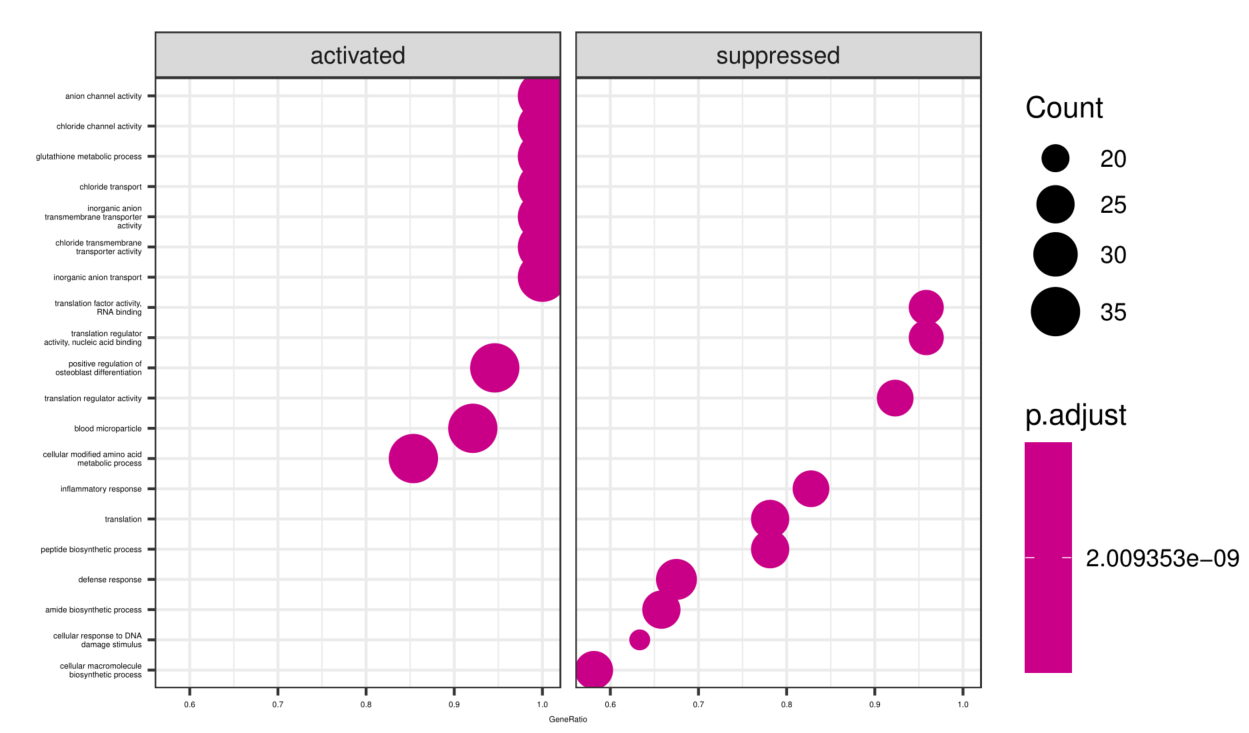 activated
suppressed
anion channel activity
chloride channel activity
glutathione metabolic process
chloride transport
inorganic anion
transmembrane transporter
activity
chloride transmembrane
transporter activity
inorganic anion transport
translation factor activity,
RNA binding
translation regulator
activity, nucleic acid binding
positive regulation of
osteoblast differentiation
translation regulator activity
blood microparticle
cellular modified amino acid
metabolic process
inflammatory response
translation
peptide biosynthetic process
defense response
amide biosynthetic process
cellular response to DNA
damage stimulus
cellular macromolecule
biosynthetic process
0.6 0.7 0.8 0.9 1.0
0.6 0.7 0.8 0.9 1.0
GeneRatio
Count
20
25
30
35
p.adjust
2.009353e−09